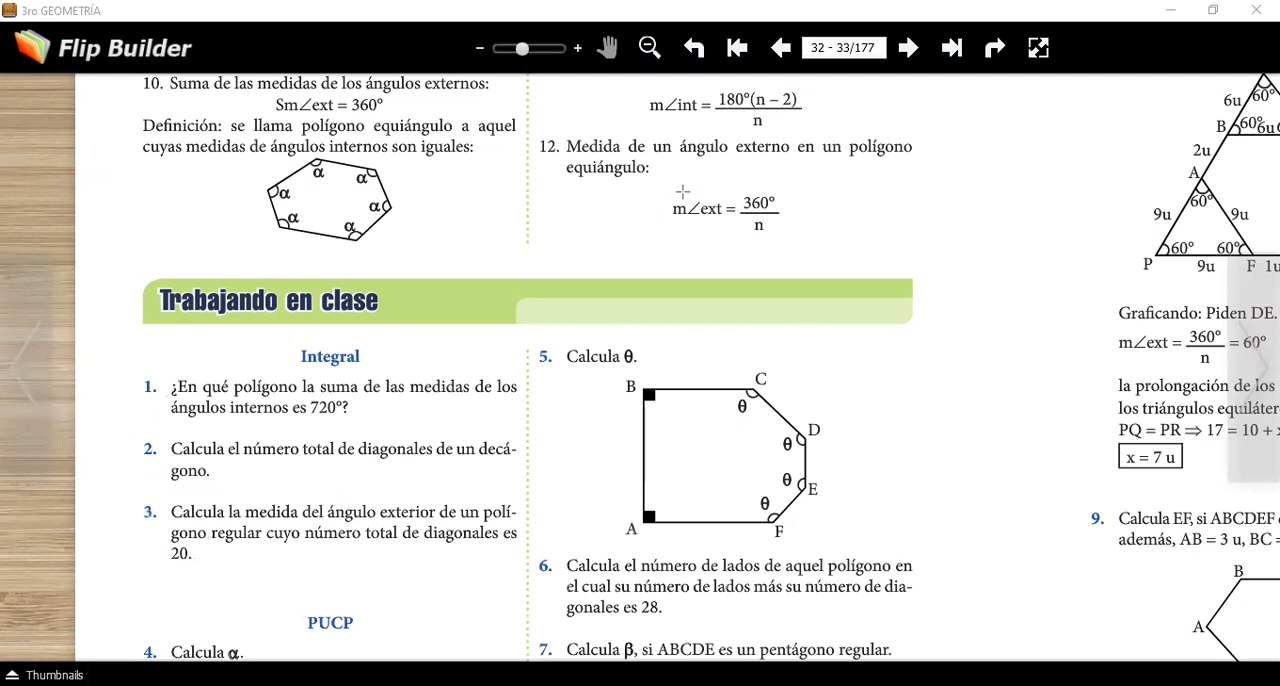 3ro GEOMETRÍA
Flip Builder
32 - 33/177
10. Suma de las medidas de los ángulos externos:
Sm∠ext = 360°
Definición: se llama polígono equiángulo a aquel
cuyas medidas de ángulos internos son iguales:
α
α
α
α
α
α
m∠int = 180°(n – 2)
n
12. Medida de un ángulo externo en un polígono
equiángulo:
m∠ext = 360°
n
Trabajando en clase
Integral
1. ¿En qué polígono la suma de las medidas de los
ángulos internos es 720°?
2. Calcula el número total de diagonales de un decá-
gono.
3. Calcula la medida del ángulo exterior de un polí-
gono regular cuyo número total de diagonales es
20.
PUCP
4. Calcula α.
5. Calcula θ.
B
C
θ
D
θ
θ
E
θ
A
F
6. Calcula el número de lados de aquel polígono en
el cual su número de lados más su número de dia-
gonales es 28.
7. Calcula β, si ABCDE es un pentágono regular.
6u 60°
B 60° 6u
2u
A
60°
9u 9u
60° 60°
P 9u F 1u
Graficando: Piden DE.
m∠ext = 360° = 60°
n
la prolongación de los
los triángulos equiláter
PQ = PR ⇒ 17 = 10 +
x = 7 u
9. Calcula EF, si ABCDEF
además, AB = 3 u, BC =
B
A
Thumbnails